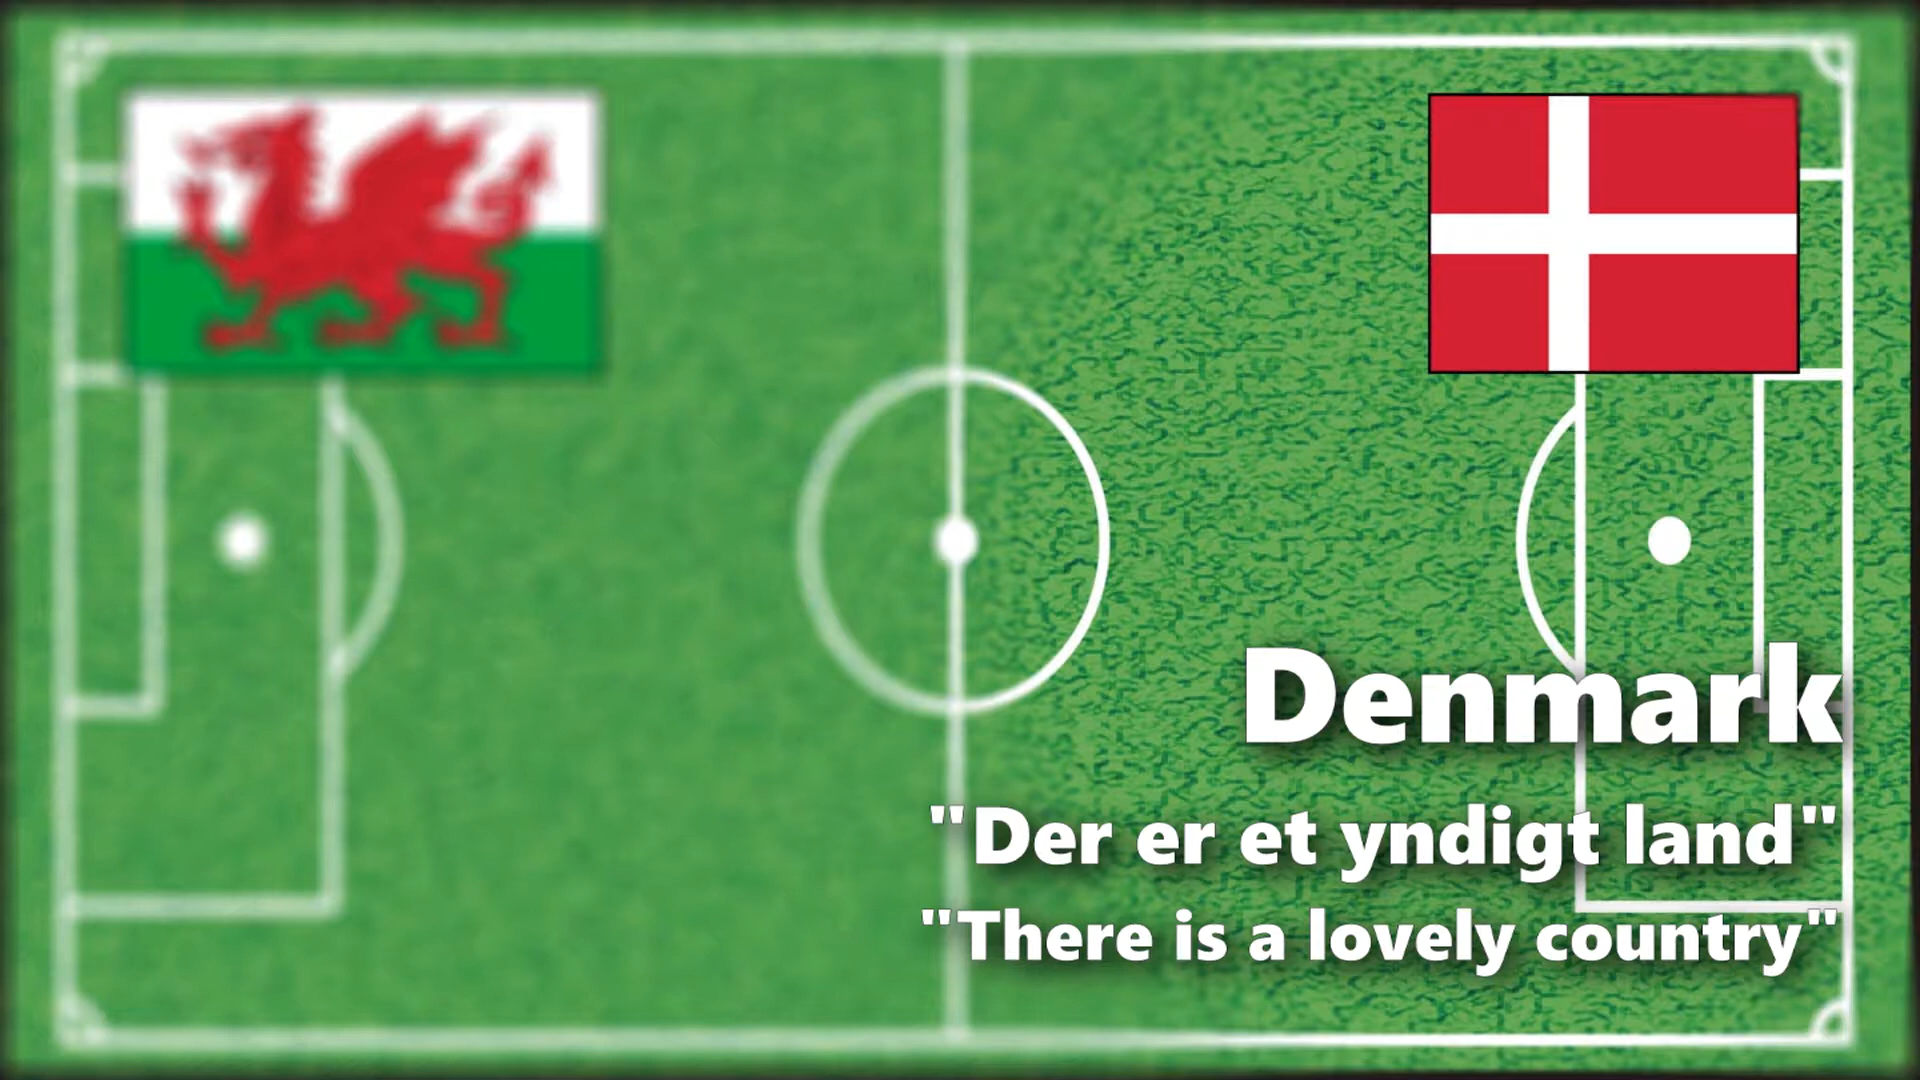 Denmark
"Der er et yndigt land"
"There is a lovely country"